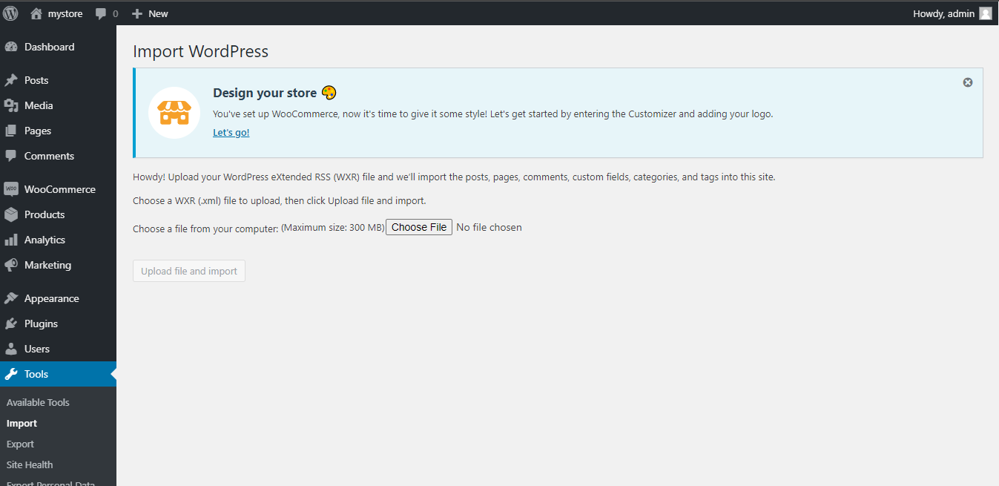 mystore 0 New Howdy, admin
Dashboard
Posts
Media
Pages
Comments
WooCommerce
Products
Analytics
Marketing
Appearance
Plugins
Users
Tools
Available Tools
Import
Export
Site Health
Export Personal Data
Import WordPress
Design your store
You've set up WooCommerce, now it's time to give it some style! Let's get started by entering the Customizer and adding your logo.
Let's go!
Howdy! Upload your WordPress eXtended RSS (WXR) file and we’ll import the posts, pages, comments, custom fields, categories, and tags into this site.
Choose a WXR (.xml) file to upload, then click Upload file and import.
Choose a file from your computer: (Maximum size: 300 MB) Choose File No file chosen
Upload file and import